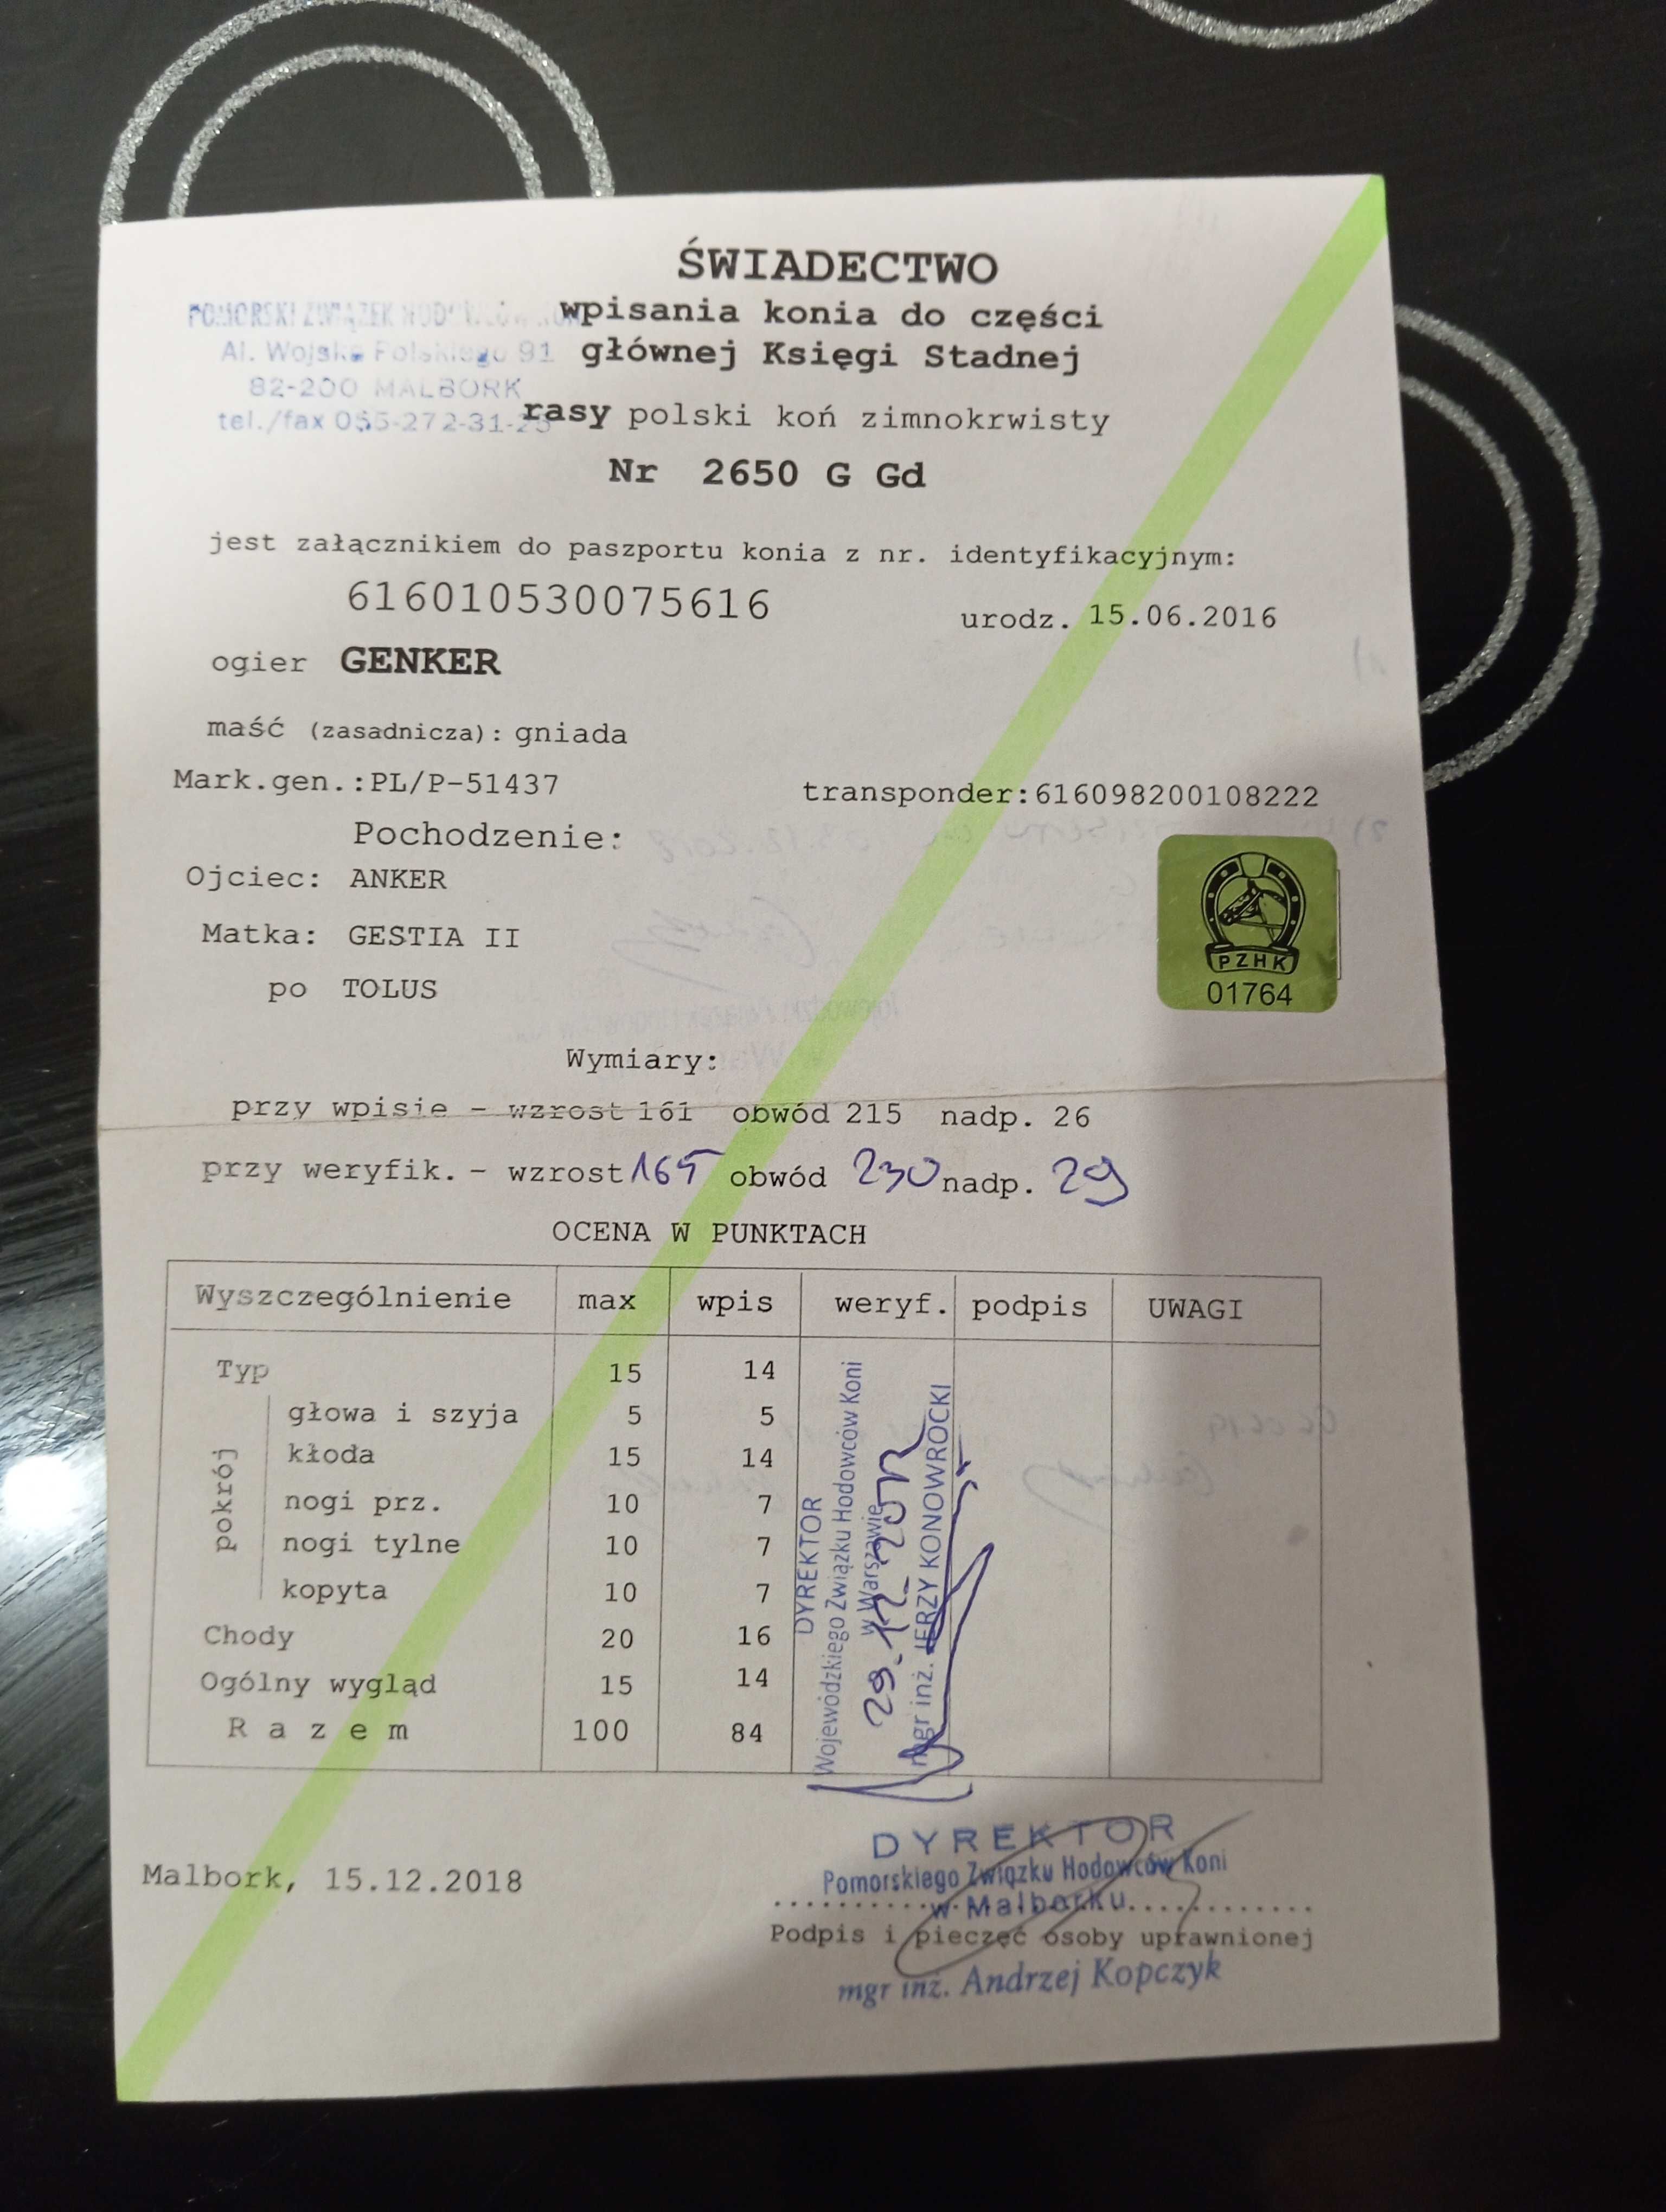 ŚWIADECTWO
wpisania konia do części
głównej Księgi Stadnej
rasy polski koń zimnokrwisty
POMORSKI ZWIĄZEK HODOWCÓW
Al. Wojska Polskiego 91
82-200 MALBORK
tel./fax 055-272-31-25
Nr 2650 G Gd
jest załącznikiem do paszportu konia z nr. identyfikacyjnym:
616010530075616 urodz. 15.06.2016
ogier GENKER
maść (zasadnicza): gniada
Mark.gen.:PL/P-51437 transponder:616098200108222
Pochodzenie:
Ojciec: ANKER
Matka: GESTIA II
po TOLUS
PZHK
01764
Wymiary:
przy wpisie - wzrost 161 obwód 215 nadp. 26
przy weryfik. - wzrost 165 obwód 230 nadp. 29
OCENA W PUNKTACH
Wyszczególnienie max wpis weryf. podpis UWAGI
Typ 15 14
pokrój
głowa i szyja 5 5
kłoda 15 14
nogi prz. 10 7
nogi tylne 10 7
kopyta 10 7
Chody 20 16
Ogólny wygląd 15 14
Razem 100 84
DYREKTOR
Wojewódzkiego Związku Hodowców Koni
w Warszawie
mgr inż. JERZY KONOWROCKI
Malbork, 15.12.2018
DYREKTOR
Pomorskiego Związku Hodowców Koni
w Malborku
Podpis i pieczęć osoby uprawnionej
mgr inż. Andrzej Kopczyk